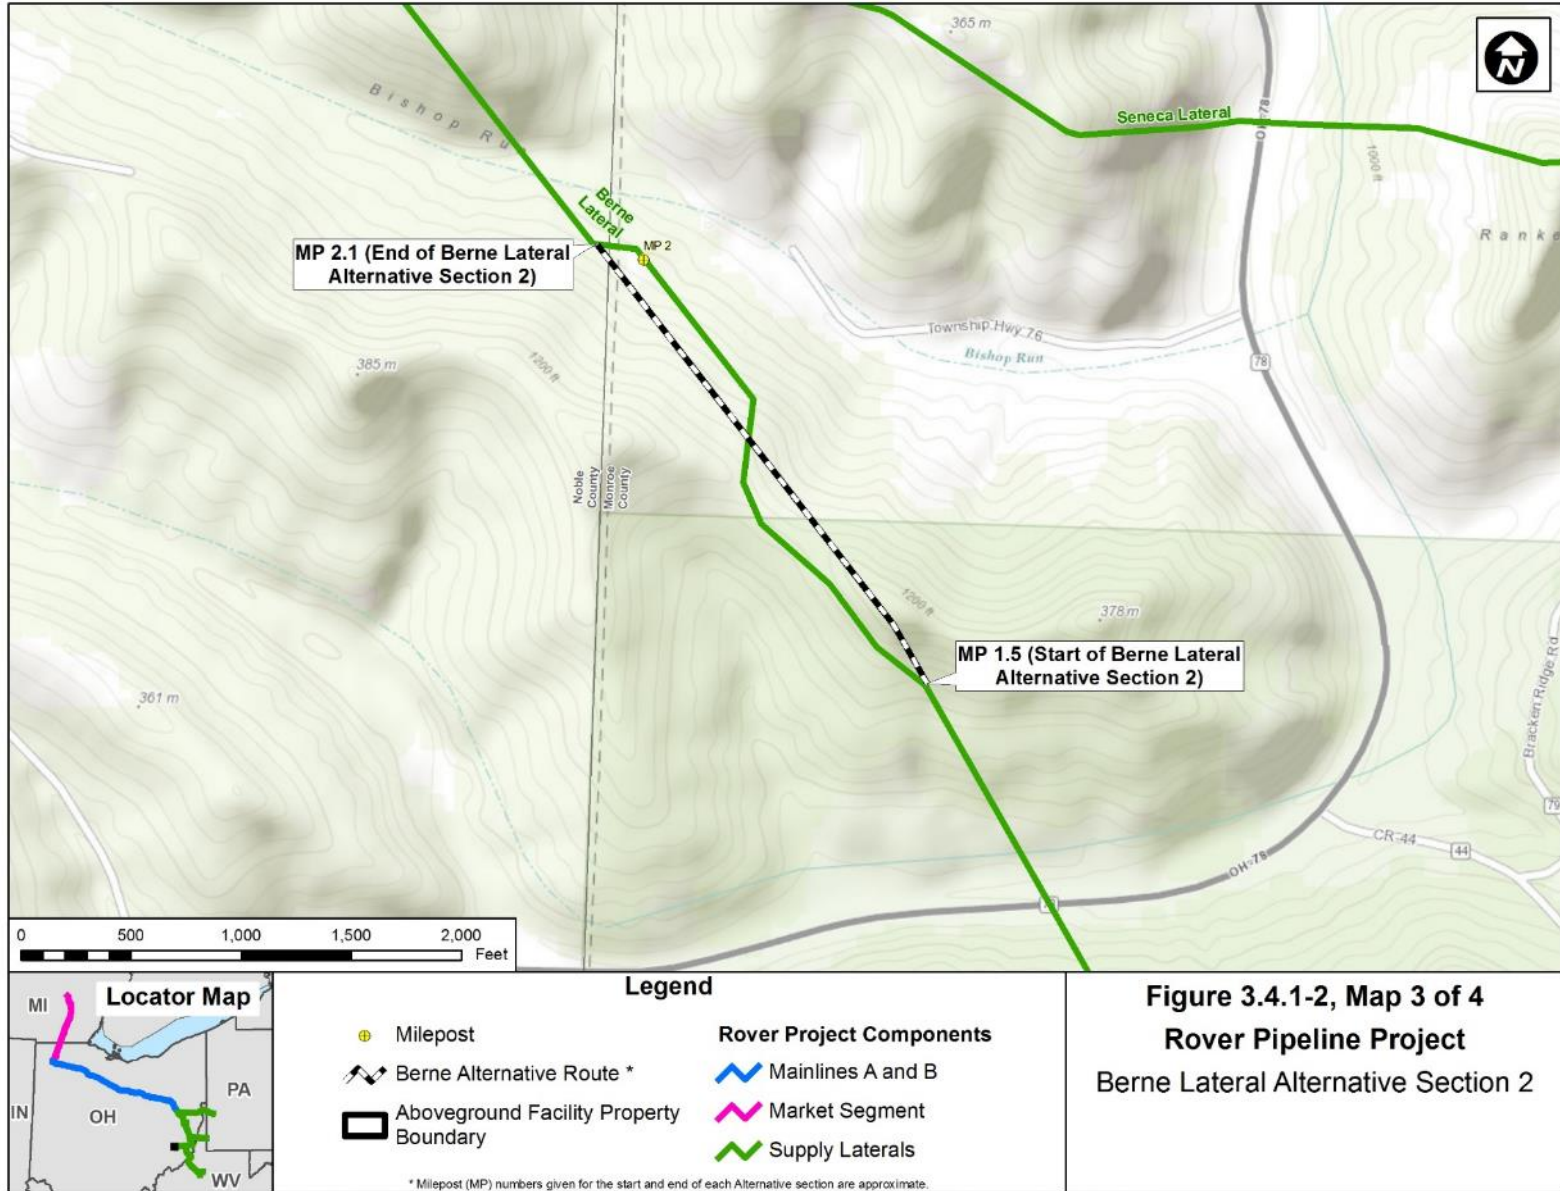 365 m
N
Bishop Run
OH-78
Seneca Lateral
1000 ft
Berne
Lateral
Ranke
MP 2.1 (End of Berne Lateral
Alternative Section 2)
MP 2
Township Hwy 76
Bishop Run
78
385 m
1200 ft
Noble
County
Monroe
County
1200 ft
378 m
MP 1.5 (Start of Berne Lateral
Alternative Section 2)
361 m
Bracken Ridge Rd
79
CR-44
44
OH-78
78
0 500 1,000 1,500 2,000
Feet
Locator Map
MI
PA
IN
OH
WV
Legend
Milepost
Berne Alternative Route *
Aboveground Facility Property
Boundary
Rover Project Components
Mainlines A and B
Market Segment
Supply Laterals
* Milepost (MP) numbers given for the start and end of each Alternative section are approximate.
Figure 3.4.1-2, Map 3 of 4
Rover Pipeline Project
Berne Lateral Alternative Section 2